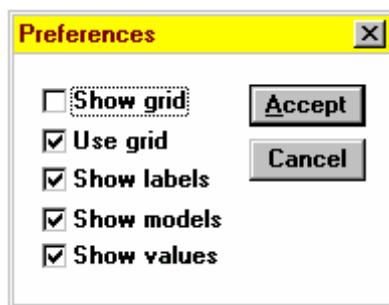 Preferences
Show grid
Accept
Use grid
Cancel
Show labels
Show models
Show values